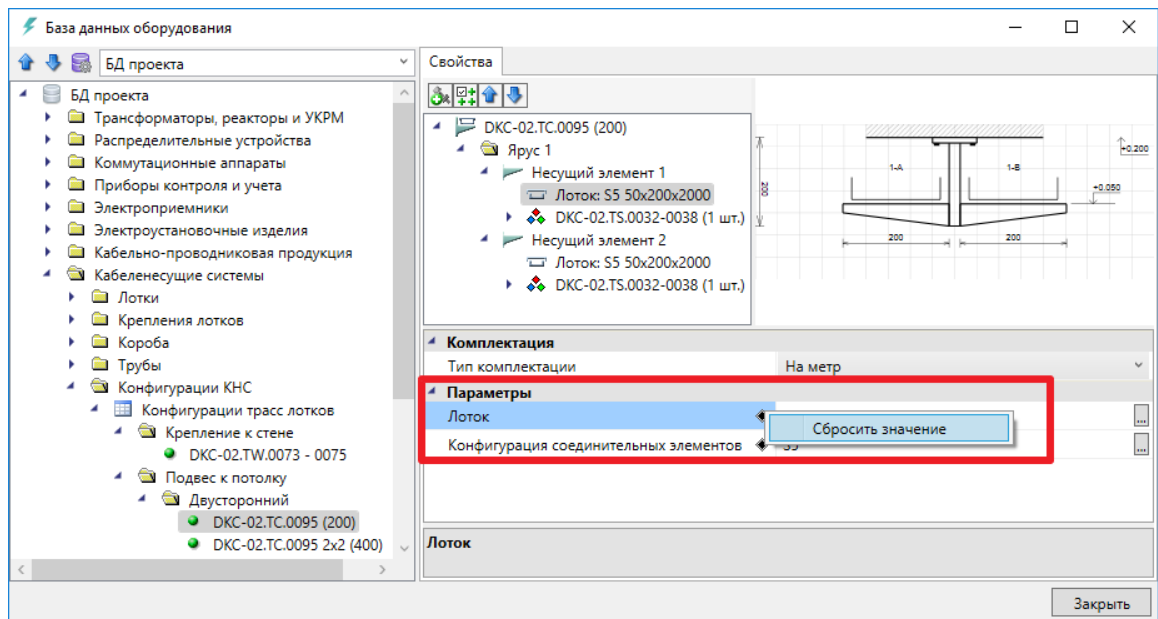 База данных оборудования
БД проекта
БД проекта
Трансформаторы, реакторы и УКРМ
Распределительные устройства
Коммутационные аппараты
Приборы контроля и учета
Электроприемники
Электроустановочные изделия
Кабельно-проводниковая продукция
Кабеленесущие системы
Лотки
Крепления лотков
Короба
Трубы
Конфигурации КНС
Конфигурации трасс лотков
Крепление к стене
DKC-02.TW.0073 - 0075
Подвес к потолку
Двусторонний
DKC-02.TC.0095 (200)
DKC-02.TC.0095 2x2 (400)
Свойства
DKC-02.TC.0095 (200)
Ярус 1
Несущий элемент 1
Лоток: S5 50x200x2000
DKC-02.TS.0032-0038 (1 шт.)
Несущий элемент 2
Лоток: S5 50x200x2000
DKC-02.TS.0032-0038 (1 шт.)
+0.200
1-А
1-В
+0.050
200
200
200
Комплектация
Тип комплектации На метр
Параметры
Лоток ...
Сбросить значение
Конфигурация соединительных элементов S5 ...
Лоток
Закрыть